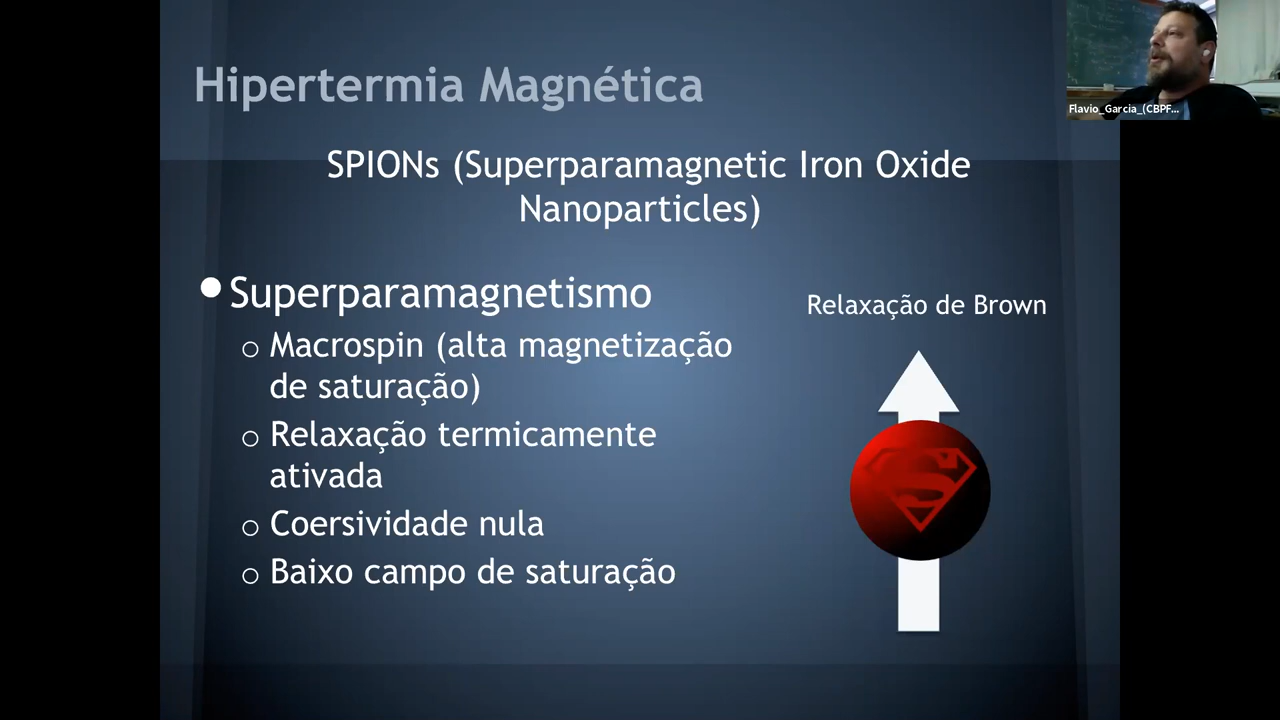 Hipertermia Magnética
Flavio_Garcia_(CBPF...
SPIONs (Superparamagnetic Iron Oxide
Nanoparticles)
Superparamagnetismo
Relaxação de Brown
Macrospin (alta magnetização
de saturação)
Relaxação termicamente
ativada
Coersividade nula
Baixo campo de saturação
S